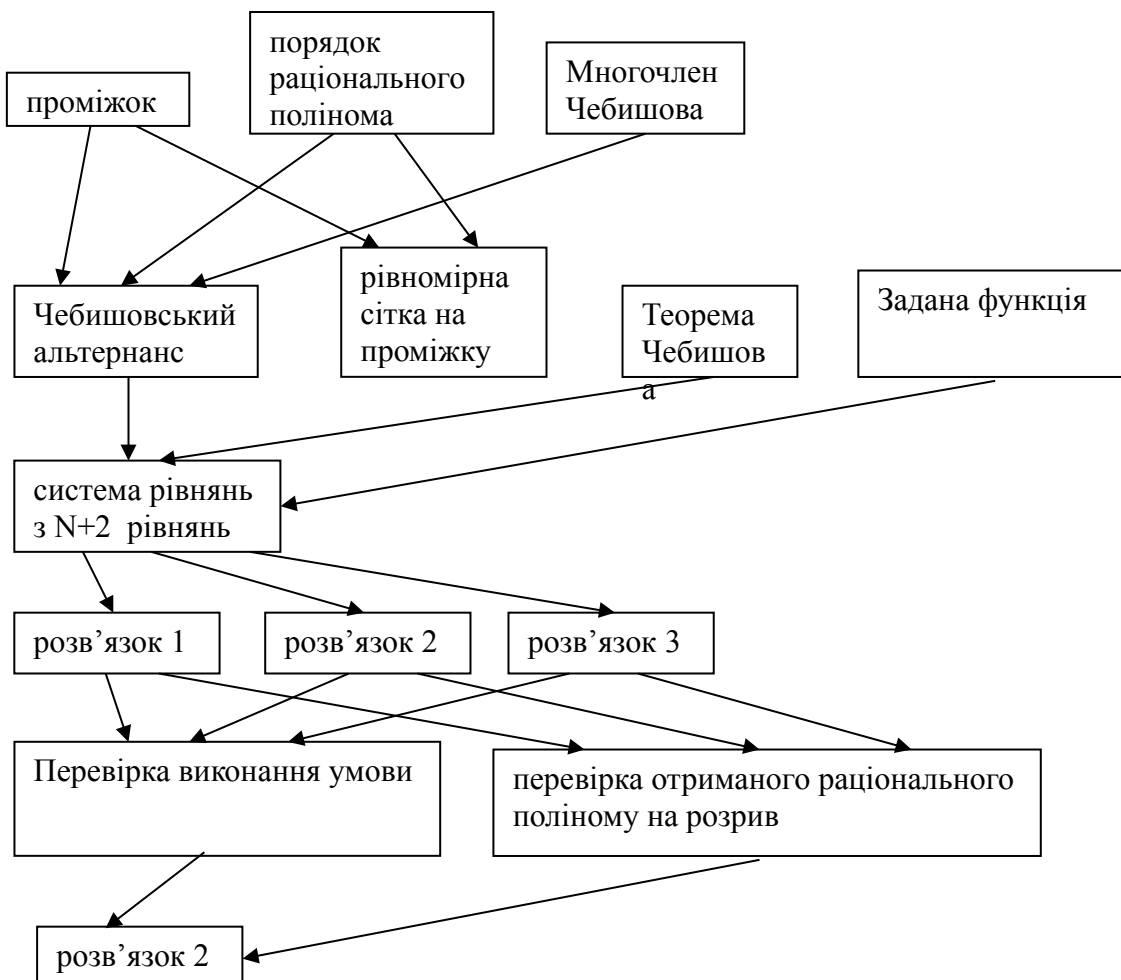 порядок
раціонального
полінома
Многочлен
Чебишова
проміжок
рівномірна
сітка на
проміжку
Чебишовський
альтернанс
Теорема
Чебишов
а
Задана функція
система рівнянь
з N+2 рівнянь
розв’язок 1
розв’язок 2
розв’язок 3
Перевірка виконання умови
перевірка отриманого раціонального
поліному на розрив
розв’язок 2